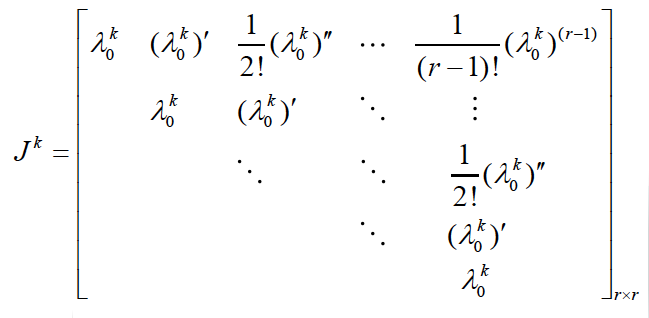 J^k = [ λ_0^k (λ_0^k)′ 1/2! (λ_0^k)″ ⋯ 1/(r−1)! (λ_0^k)^(r−1)
λ_0^k (λ_0^k)′ ⋱ ⋮
⋱ ⋱ 1/2! (λ_0^k)″
⋱ (λ_0^k)′
λ_0^k ]_{r×r}